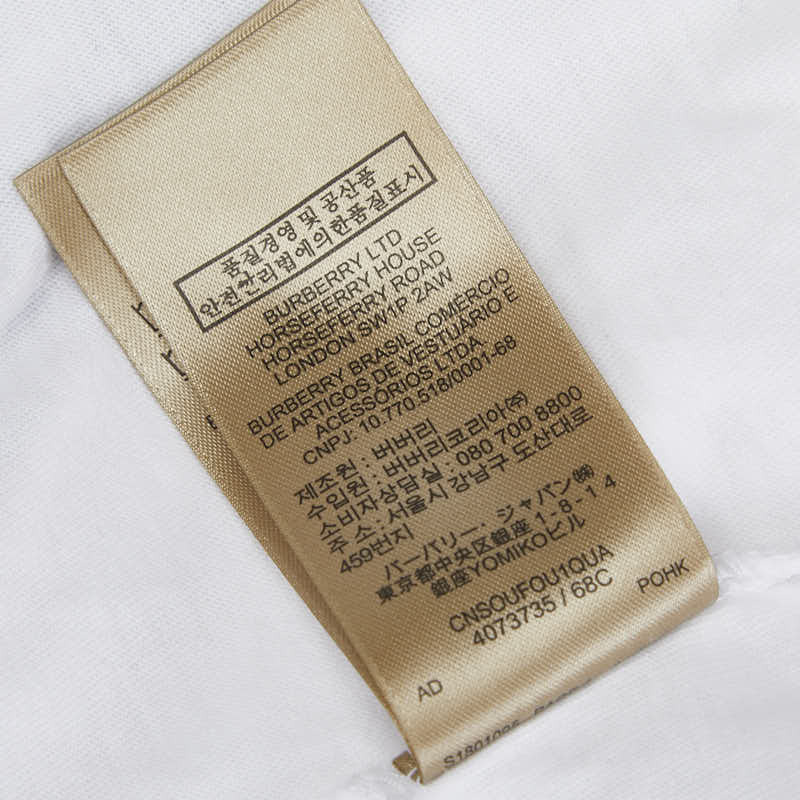 품질경영 및 공산품
안전관리법에의한품질표시
BURBERRY LTD
HORSEFERRY HOUSE
HORSEFERRY ROAD
LONDON SW1P 2AW
BURBERRY BRASIL COMERCIO
DE ARTIGOS DE VESTUÁRIO E
ACESSÓRIOS LTDA
CNPJ: 10.770.518/0001-68
제조원 : 버버리
수입원 : 버버리코리아(주)
소비자상담실 : 080 700 8800
주 소 : 서울시 강남구 도산대로
459번지
バーバリー・ジャパン㈱
東京都中央区銀座 1-8-14
銀座YOMIKOビル
CNSOUFOU1QUA
4073735 / 68C
POHK
AD